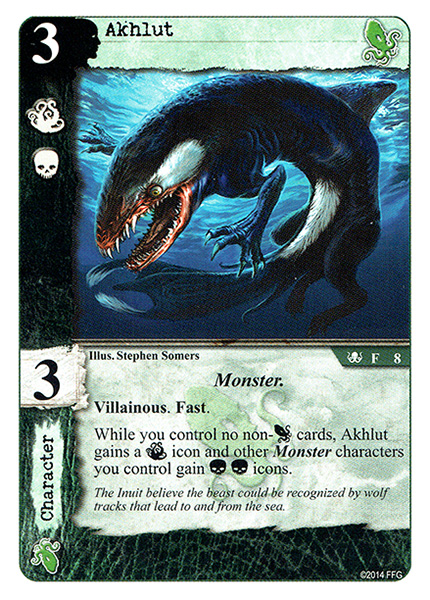 3
Akhlut
Illus. Stephen Somers
F 8
3
Monster.
Villainous. Fast.
While you control no non- cards, Akhlut
gains a icon and other Monster characters
you control gain icons.
The Inuit believe the beast could be recognized by wolf
tracks that lead to and from the sea.
Character
©2014 FFG